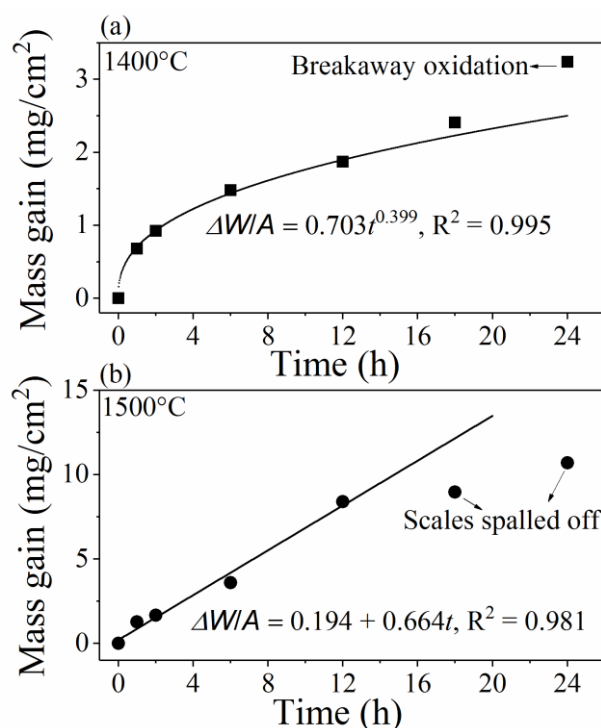 (a)
1400°C
Breakaway oxidation
Mass gain (mg/cm²)
3
2
1
0
ΔW/A = 0.703t^0.399, R² = 0.995
0 4 8 12 16 20 24
Time (h)
(b)
1500°C
Mass gain (mg/cm²)
15
10
5
0
Scales spalled off
ΔW/A = 0.194 + 0.664t, R² = 0.981
0 4 8 12 16 20 24
Time (h)